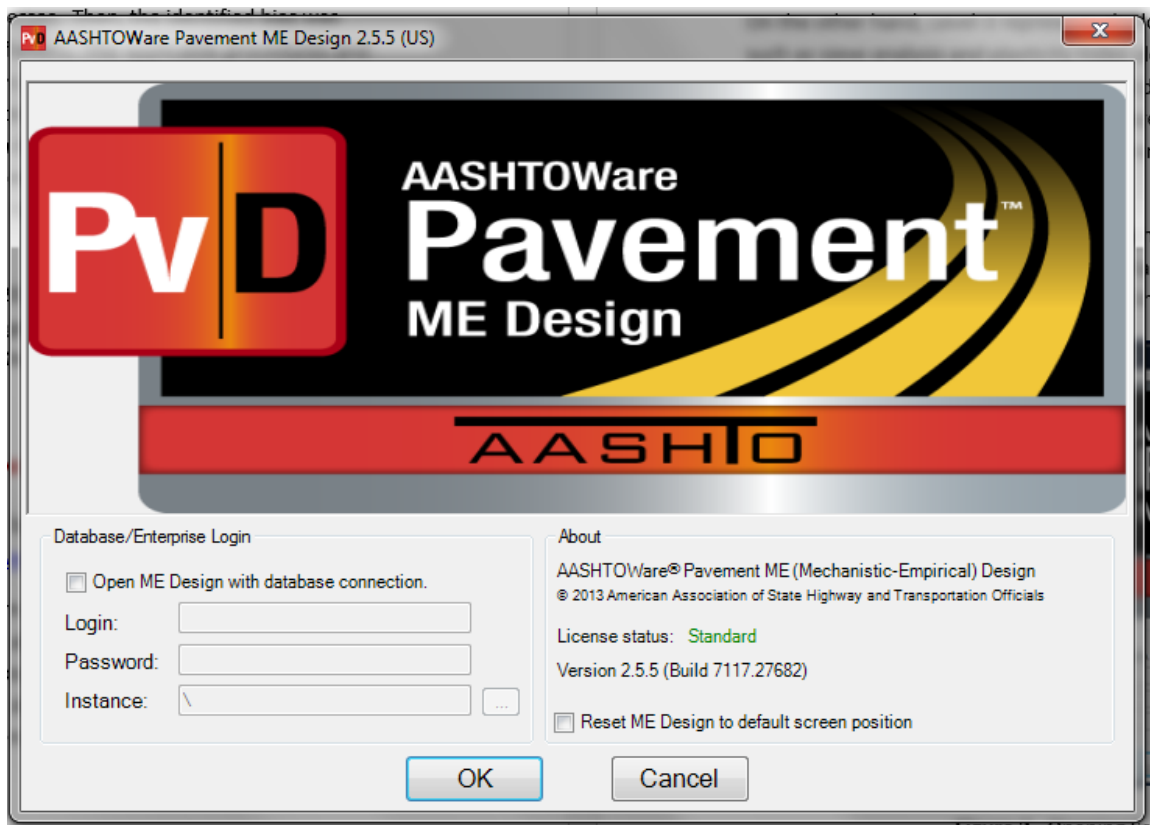 AASHTOWare Pavement ME Design 2.5.5 (US)
x
PvD
AASHTOWare
Pavement™
ME Design
AASHTO
Database/Enterprise Login
Open ME Design with database connection.
Login:
Password:
Instance:
\
...
About
AASHTOWare® Pavement ME (Mechanistic-Empirical) Design
© 2013 American Association of State Highway and Transportation Officials
License status: Standard
Version 2.5.5 (Build 7117.27682)
Reset ME Design to default screen position
OK
Cancel